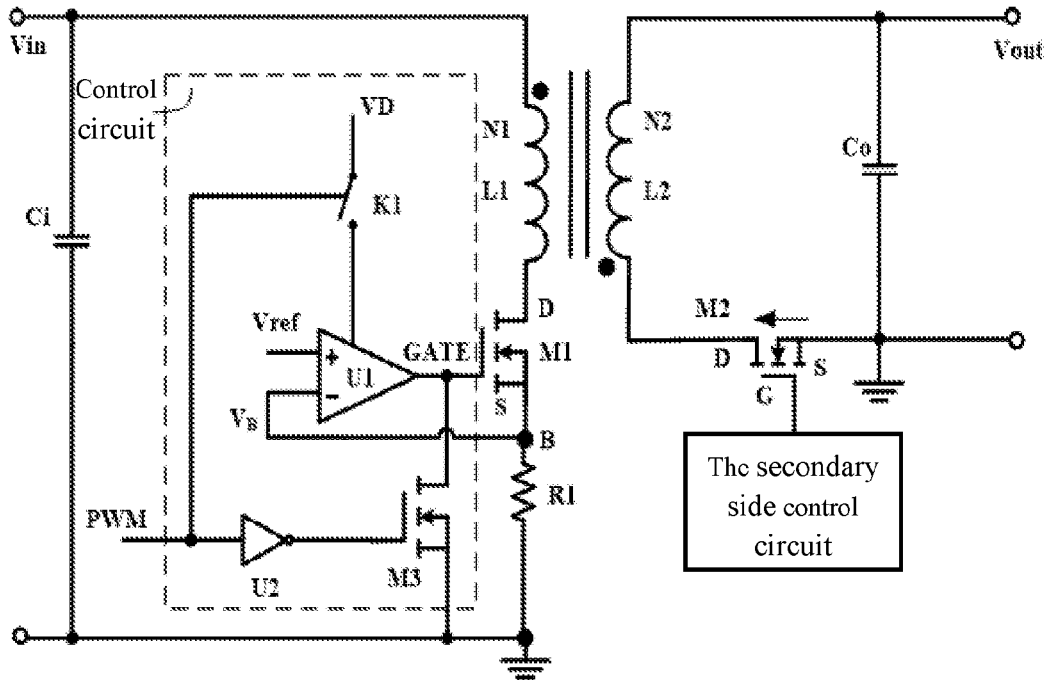 Vin
Vout
Control
circuit
VD
N1
N2
L1
L2
K1
Co
Ci
Vref
GATE
D
M1
M2
U1
S
D
S
G
VB
B
R1
The secondary
side control
circuit
PWM
U2
M3